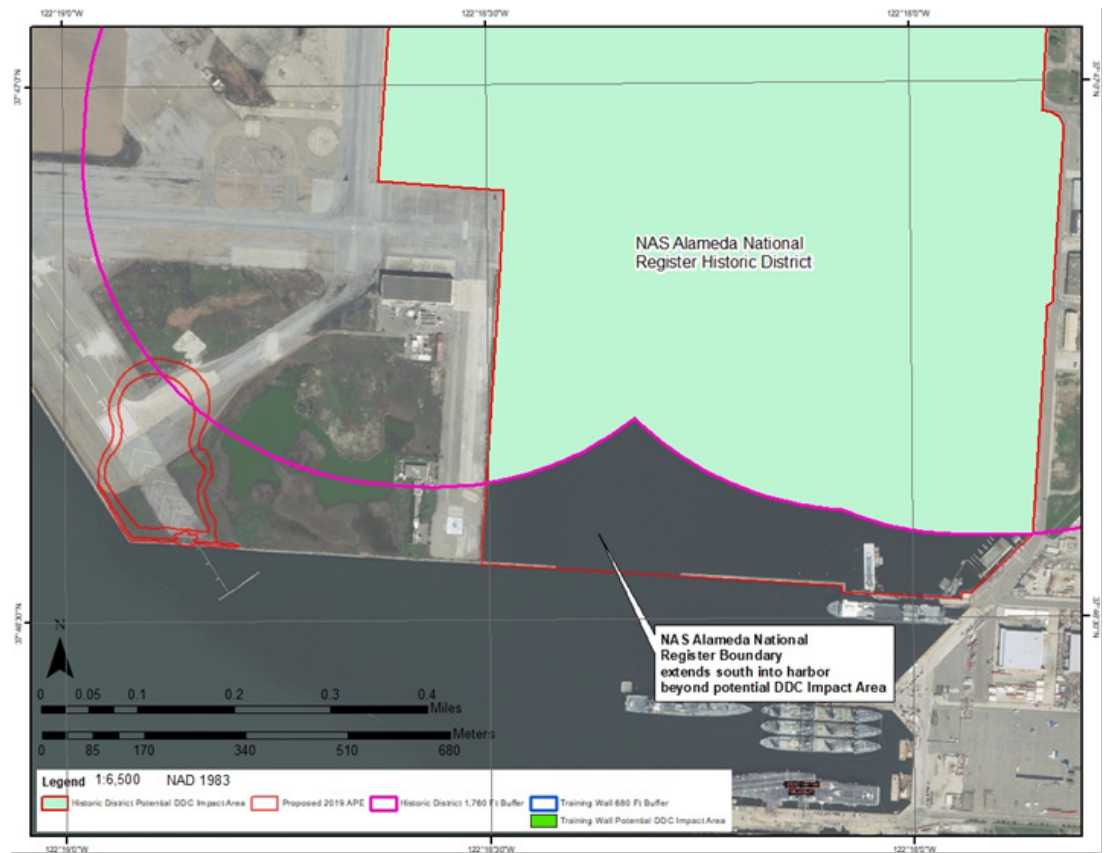 122°19'0"W 122°18'30"W 122°18'0"W
37°47'0"N 37°47'0"N
NAS Alameda National
Register Historic District
37°46'30"N 37°46'30"N
NAS Alameda National
Register Boundary
extends south into harbor
beyond potential DDC Impact Area
N
0 0.05 0.1 0.2 0.3 0.4
Miles
Meters
0 85 170 340 510 680
Legend 1:6,500 NAD 1983
Historic District Potential DDC Impact Area Proposed 2019 APE Historic District 1,760 Ft Buffer Training Wall 680 Ft Buffer
Training Wall Potential DDC Impact Area
122°19'0"W 122°18'30"W 122°18'0"W